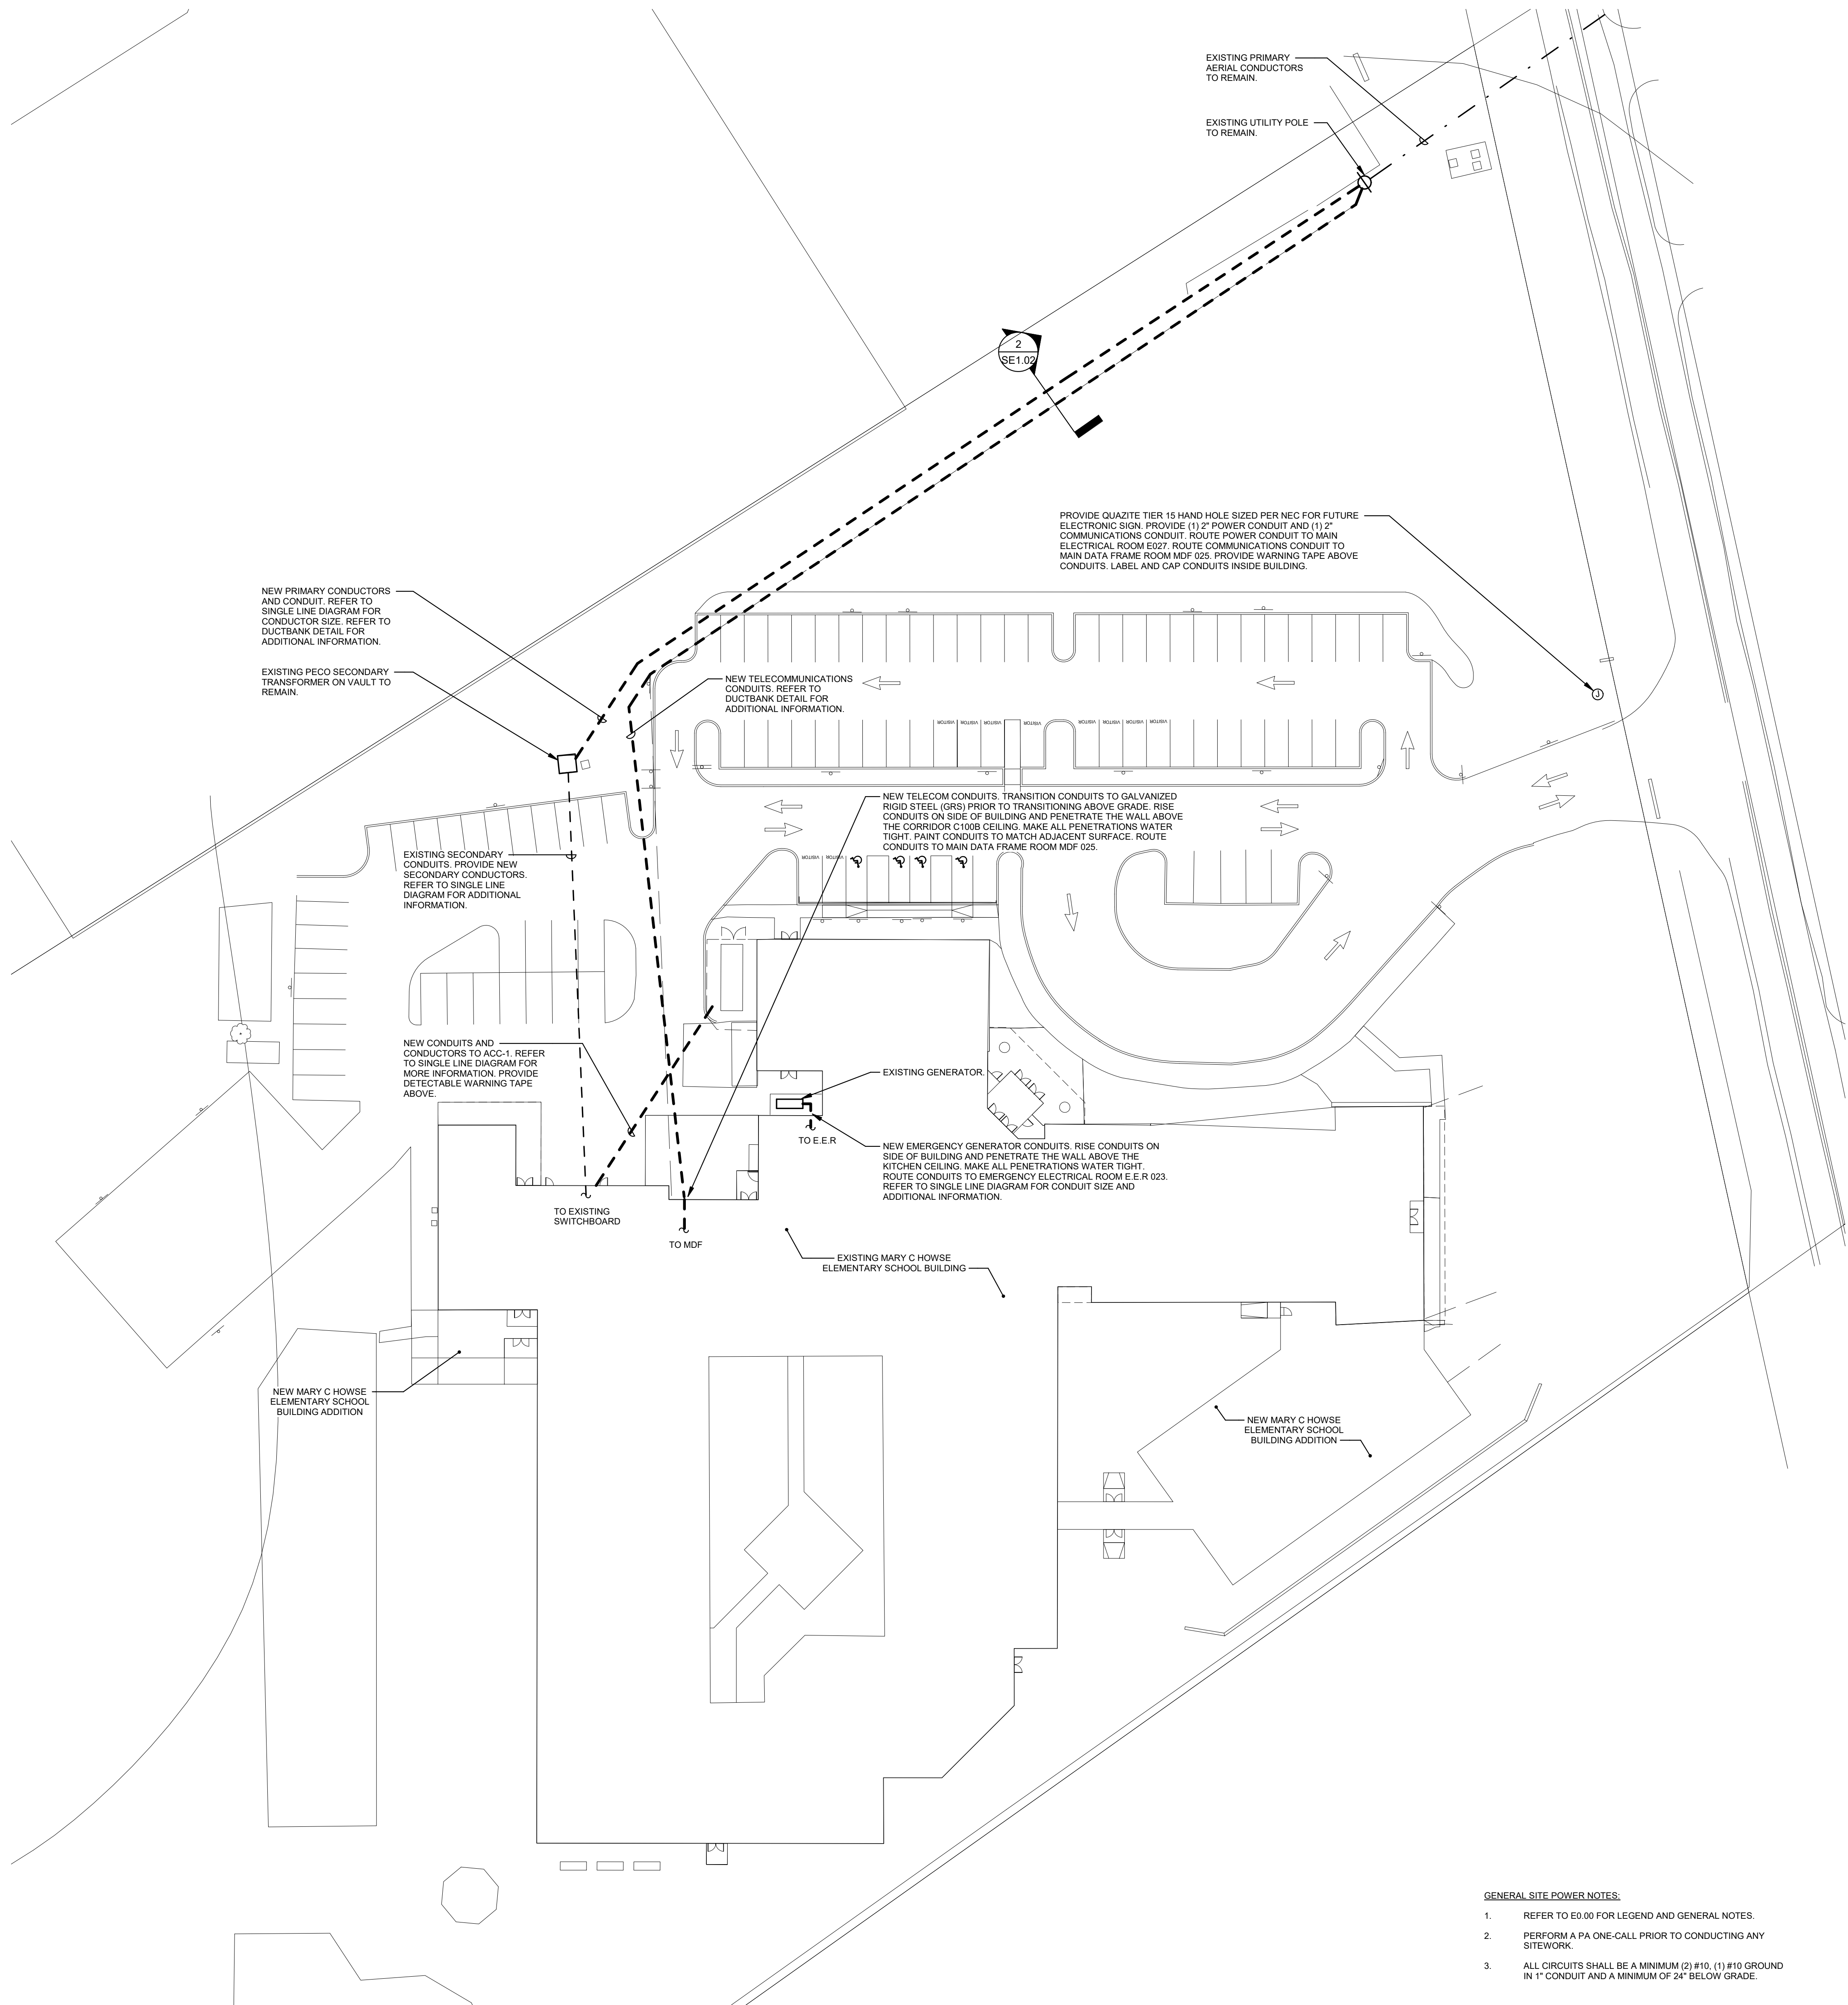 EXISTING PRIMARY
AERIAL CONDUCTORS
TO REMAIN.
EXISTING UTILITY POLE
TO REMAIN.
2
SE1.02
PROVIDE QUAZITE TIER 15 HAND HOLE SIZED PER NEC FOR FUTURE
ELECTRONIC SIGN. PROVIDE (1) 2" POWER CONDUIT AND (1) 2"
COMMUNICATIONS CONDUIT. ROUTE POWER CONDUIT TO MAIN
ELECTRICAL ROOM E027. ROUTE COMMUNICATIONS CONDUIT TO
MAIN DATA FRAME ROOM MDF 025. PROVIDE WARNING TAPE ABOVE
CONDUITS. LABEL AND CAP CONDUITS INSIDE BUILDING.
J
NEW PRIMARY CONDUCTORS
AND CONDUIT. REFER TO
SINGLE LINE DIAGRAM FOR
CONDUCTOR SIZE. REFER TO
DUCTBANK DETAIL FOR
ADDITIONAL INFORMATION.
EXISTING PECO SECONDARY
TRANSFORMER ON VAULT TO
REMAIN.
NEW TELECOMMUNICATIONS
CONDUITS. REFER TO
DUCTBANK DETAIL FOR
ADDITIONAL INFORMATION.
VISITOR VISITOR VISITOR VISITOR VISITOR VISITOR VISITOR VISITOR
NEW TELECOM CONDUITS. TRANSITION CONDUITS TO GALVANIZED
RIGID STEEL (GRS) PRIOR TO TRANSITIONING ABOVE GRADE. RISE
CONDUITS ON SIDE OF BUILDING AND PENETRATE THE WALL ABOVE
THE CORRIDOR C100B CEILING. MAKE ALL PENETRATIONS WATER
TIGHT. PAINT CONDUITS TO MATCH ADJACENT SURFACE. ROUTE
CONDUITS TO MAIN DATA FRAME ROOM MDF 025.
VISITOR VISITOR
EXISTING SECONDARY
CONDUITS. PROVIDE NEW
SECONDARY CONDUCTORS.
REFER TO SINGLE LINE
DIAGRAM FOR ADDITIONAL
INFORMATION.
NEW CONDUITS AND
CONDUCTORS TO ACC-1. REFER
TO SINGLE LINE DIAGRAM FOR
MORE INFORMATION. PROVIDE
DETECTABLE WARNING TAPE
ABOVE.
EXISTING GENERATOR.
TO E.E.R
NEW EMERGENCY GENERATOR CONDUITS. RISE CONDUITS ON
SIDE OF BUILDING AND PENETRATE THE WALL ABOVE THE
KITCHEN CEILING. MAKE ALL PENETRATIONS WATER TIGHT.
ROUTE CONDUITS TO EMERGENCY ELECTRICAL ROOM E.E.R 023.
REFER TO SINGLE LINE DIAGRAM FOR CONDUIT SIZE AND
ADDITIONAL INFORMATION.
TO EXISTING
SWITCHBOARD
TO MDF
EXISTING MARY C HOWSE
ELEMENTARY SCHOOL BUILDING
NEW MARY C HOWSE
ELEMENTARY SCHOOL
BUILDING ADDITION
NEW MARY C HOWSE
ELEMENTARY SCHOOL
BUILDING ADDITION
GENERAL SITE POWER NOTES:
1. REFER TO E0.00 FOR LEGEND AND GENERAL NOTES.
2. PERFORM A PA ONE-CALL PRIOR TO CONDUCTING ANY
SITEWORK.
3. ALL CIRCUITS SHALL BE A MINIMUM (2) #10, (1) #10 GROUND
IN 1" CONDUIT AND A MINIMUM OF 24" BELOW GRADE.